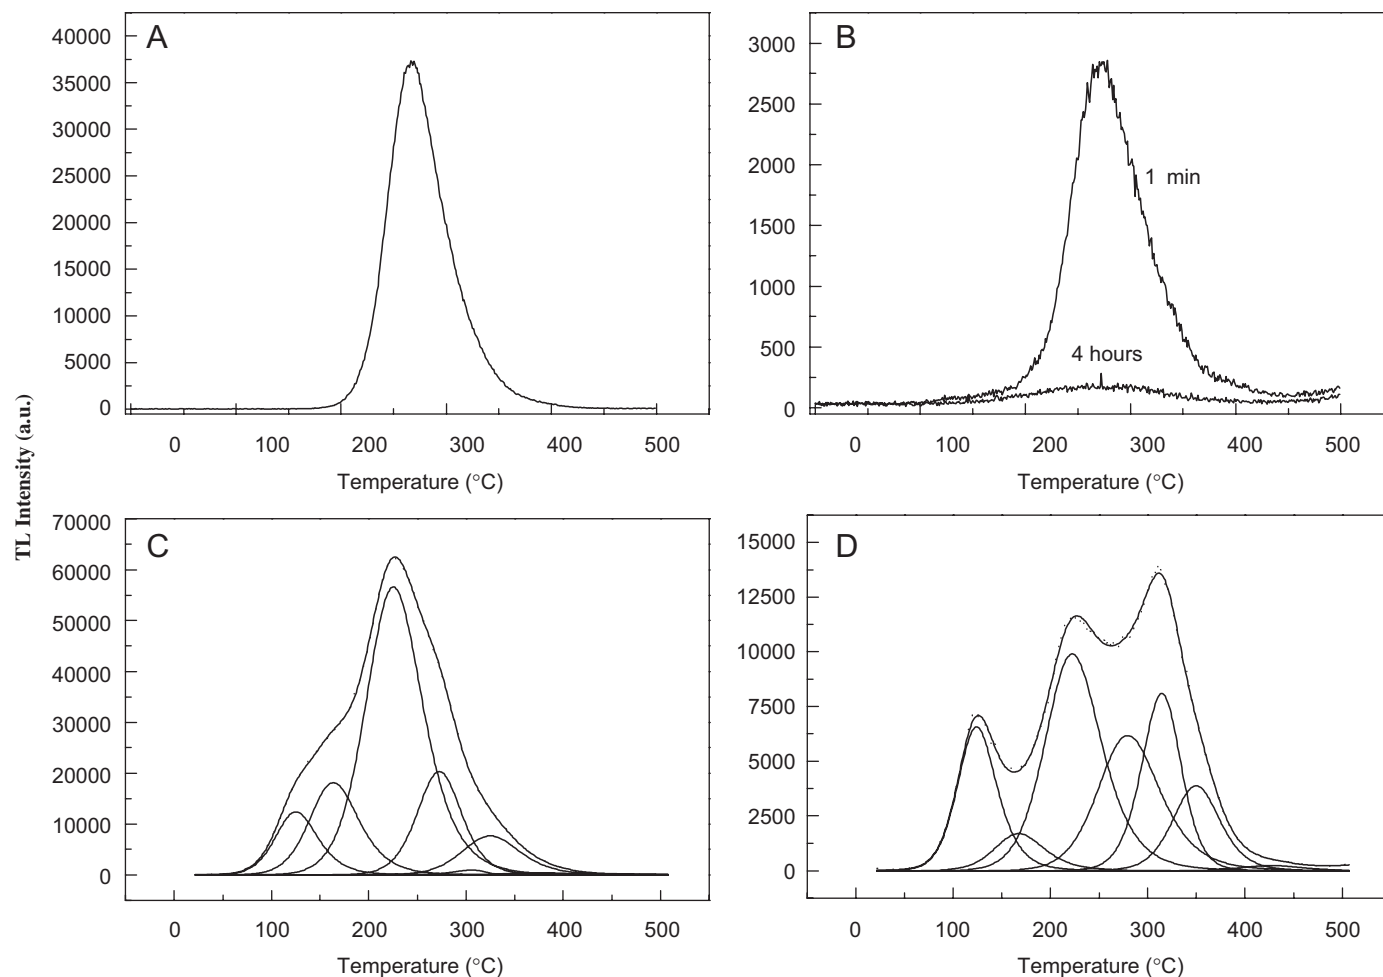 A
40000
35000
30000
25000
20000
15000
10000
5000
0
0 100 200 300 400 500
Temperature (°C)
B
3000
2500
2000
1500
1000
500
0
1 min
4 hours
0 100 200 300 400 500
Temperature (°C)
TL Intensity (a.u.)
C
70000
60000
50000
40000
30000
20000
10000
0
0 100 200 300 400 500
Temperature (°C)
D
15000
12500
10000
7500
5000
2500
0
0 100 200 300 400 500
Temperature (°C)